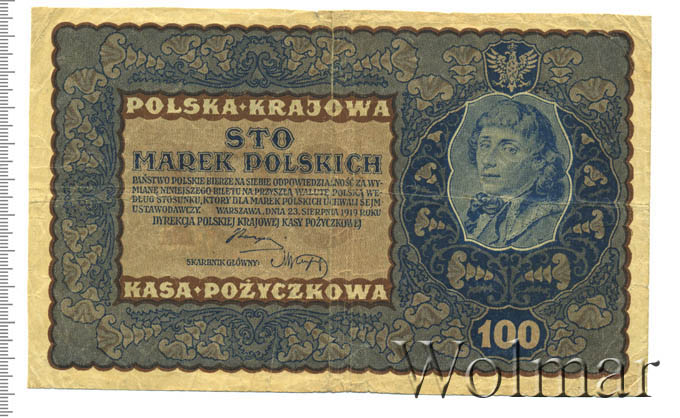 POLSKA • KRAJOWA
STO
MAREK POLSKICH
PAŃSTWO POLSKIE BIERZE NA SIEBIE ODPOWIEDZIALNOŚĆ ZA WY-
MIANĘ NINIEJSZEGO BILETU NA PRZYSZŁĄ WALUTĘ POLSKĄ WE-
DŁUG STOSUNKU, KTÓRY DLA MAREK POLSKICH UCHWALI SEJM
USTAWODAWCZY. WARSZAWA, DNIA 23. SIERPNIA 1919 ROKU
DYREKCJA POLSKIEJ KRAJOWEJ KASY POŻYCZKOWEJ
SKARBNIK GŁÓWNY:
KASA • POŻYCZKOWA
100
Wolmar